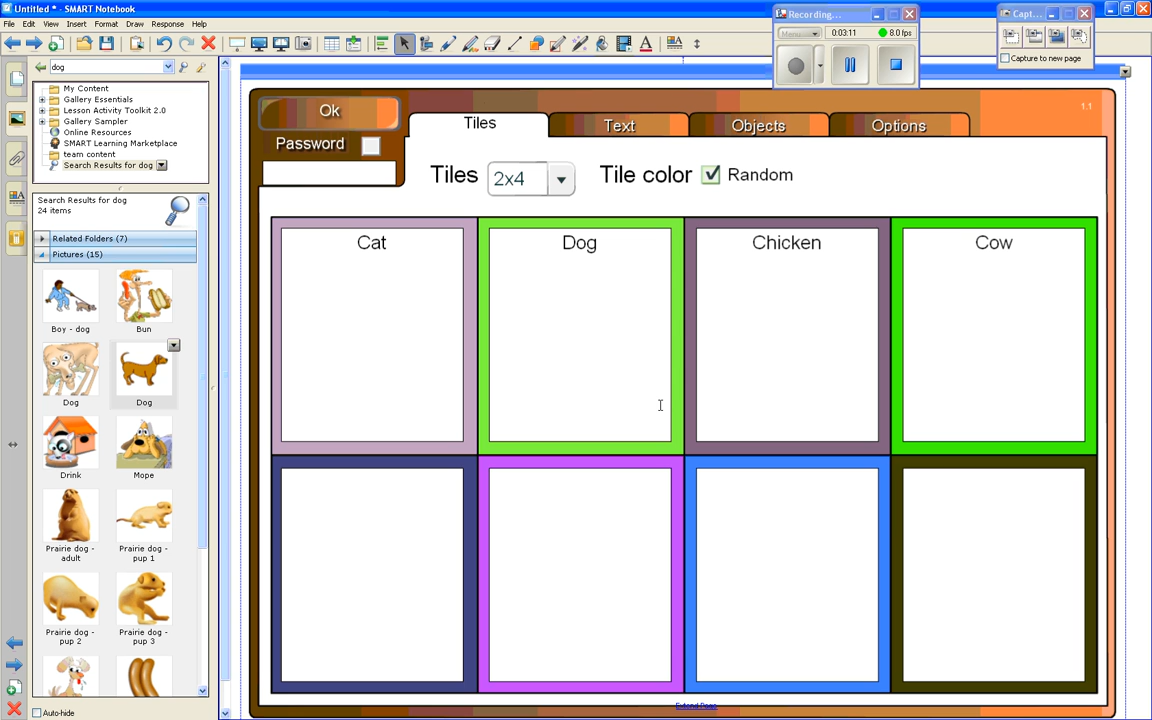 Untitled * - SMART Notebook
File Edit View Insert Format Draw Response Help
Recording...
Menu
0:03:11
8.0 fps
Capt...
Capture to new page
dog
My Content
Gallery Essentials
Lesson Activity Toolkit 2.0
Gallery Sampler
Online Resources
SMART Learning Marketplace
team content
Search Results for dog
Search Results for dog
24 items
Related Folders (7)
Pictures (15)
Boy - dog
Bun
Dog
Dog
Drink
Mope
Prairie dog - adult
Prairie dog - pup 1
Prairie dog - pup 2
Prairie dog - pup 3
Auto-hide
Ok
Password
Tiles
Text
Objects
Options
1.1
Tiles
2x4
Tile color
Random
Cat
Dog
Chicken
Cow
Extend Page